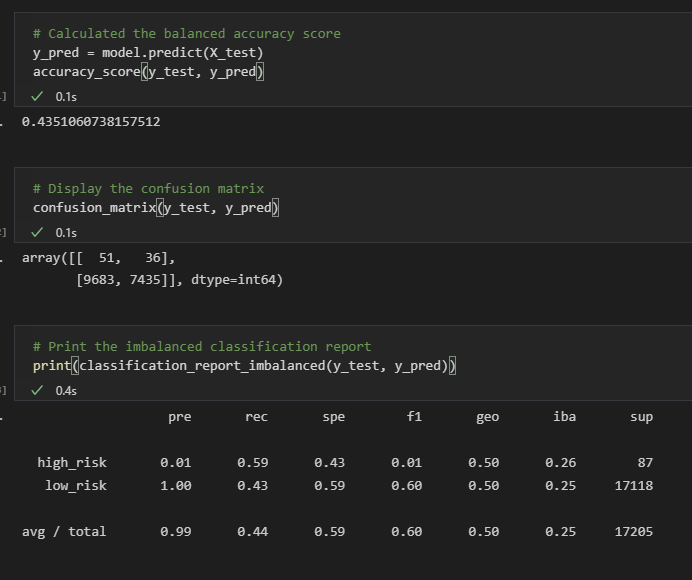 # Calculated the balanced accuracy score
y_pred = model.predict(X_test)
accuracy_score(y_test, y_pred)
]
✓ 0.1s
0.4351060738157512
# Display the confusion matrix
confusion_matrix(y_test, y_pred)
]
✓ 0.1s
array([[  51,   36],
       [9683, 7435]], dtype=int64)
# Print the imbalanced classification report
print(classification_report_imbalanced(y_test, y_pred))
]
✓ 0.4s
pre rec spe f1 geo iba sup
high_risk 0.01 0.59 0.43 0.01 0.50 0.26 87
low_risk 1.00 0.43 0.59 0.60 0.50 0.25 17118
avg / total 0.99 0.44 0.59 0.60 0.50 0.25 17205